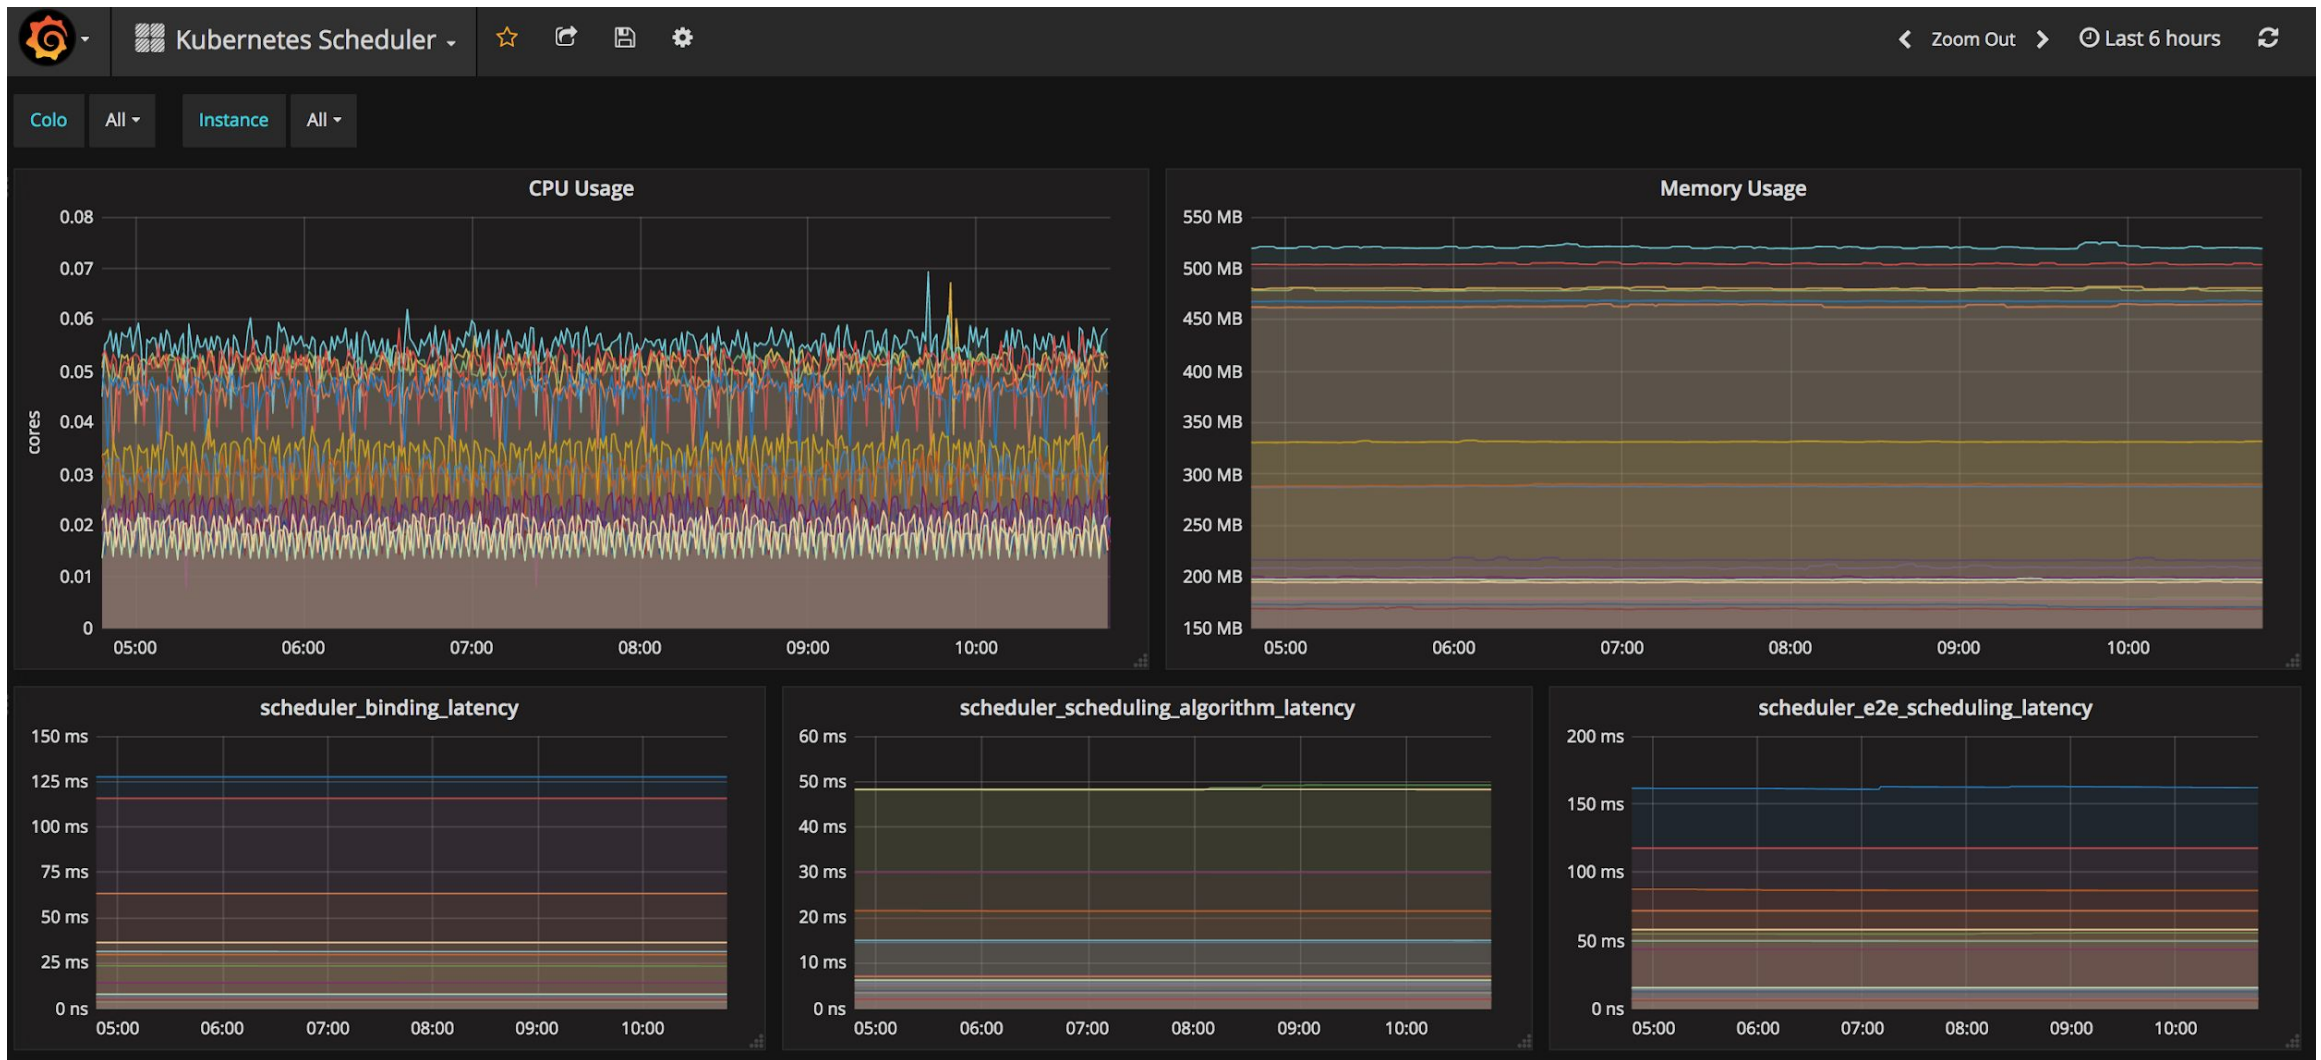 Kubernetes Scheduler
Zoom Out
Last 6 hours
Colo All Instance All
CPU Usage
cores
0.08
0.07
0.06
0.05
0.04
0.03
0.02
0.01
0
05:00 06:00 07:00 08:00 09:00 10:00
Memory Usage
550 MB
500 MB
450 MB
400 MB
350 MB
300 MB
250 MB
200 MB
150 MB
05:00 06:00 07:00 08:00 09:00 10:00
scheduler_binding_latency
150 ms
125 ms
100 ms
75 ms
50 ms
25 ms
0 ns
05:00 06:00 07:00 08:00 09:00 10:00
scheduler_scheduling_algorithm_latency
60 ms
50 ms
40 ms
30 ms
20 ms
10 ms
0 ns
05:00 06:00 07:00 08:00 09:00 10:00
scheduler_e2e_scheduling_latency
200 ms
150 ms
100 ms
50 ms
0 ns
05:00 06:00 07:00 08:00 09:00 10:00